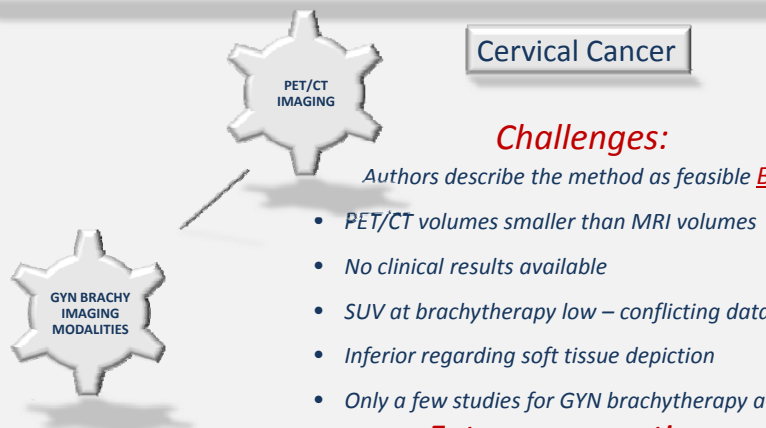 PET/CT
IMAGING
Cervical Cancer
Challenges:
Authors describe the method as feasible
• PET/CT volumes smaller than MRI volumes
• No clinical results available
GYN BRACHY
IMAGING
MODALITIES
• SUV at brachytherapy low – conflicting data
• Inferior regarding soft tissue depiction
• Only a few studies for GYN brachytherapy